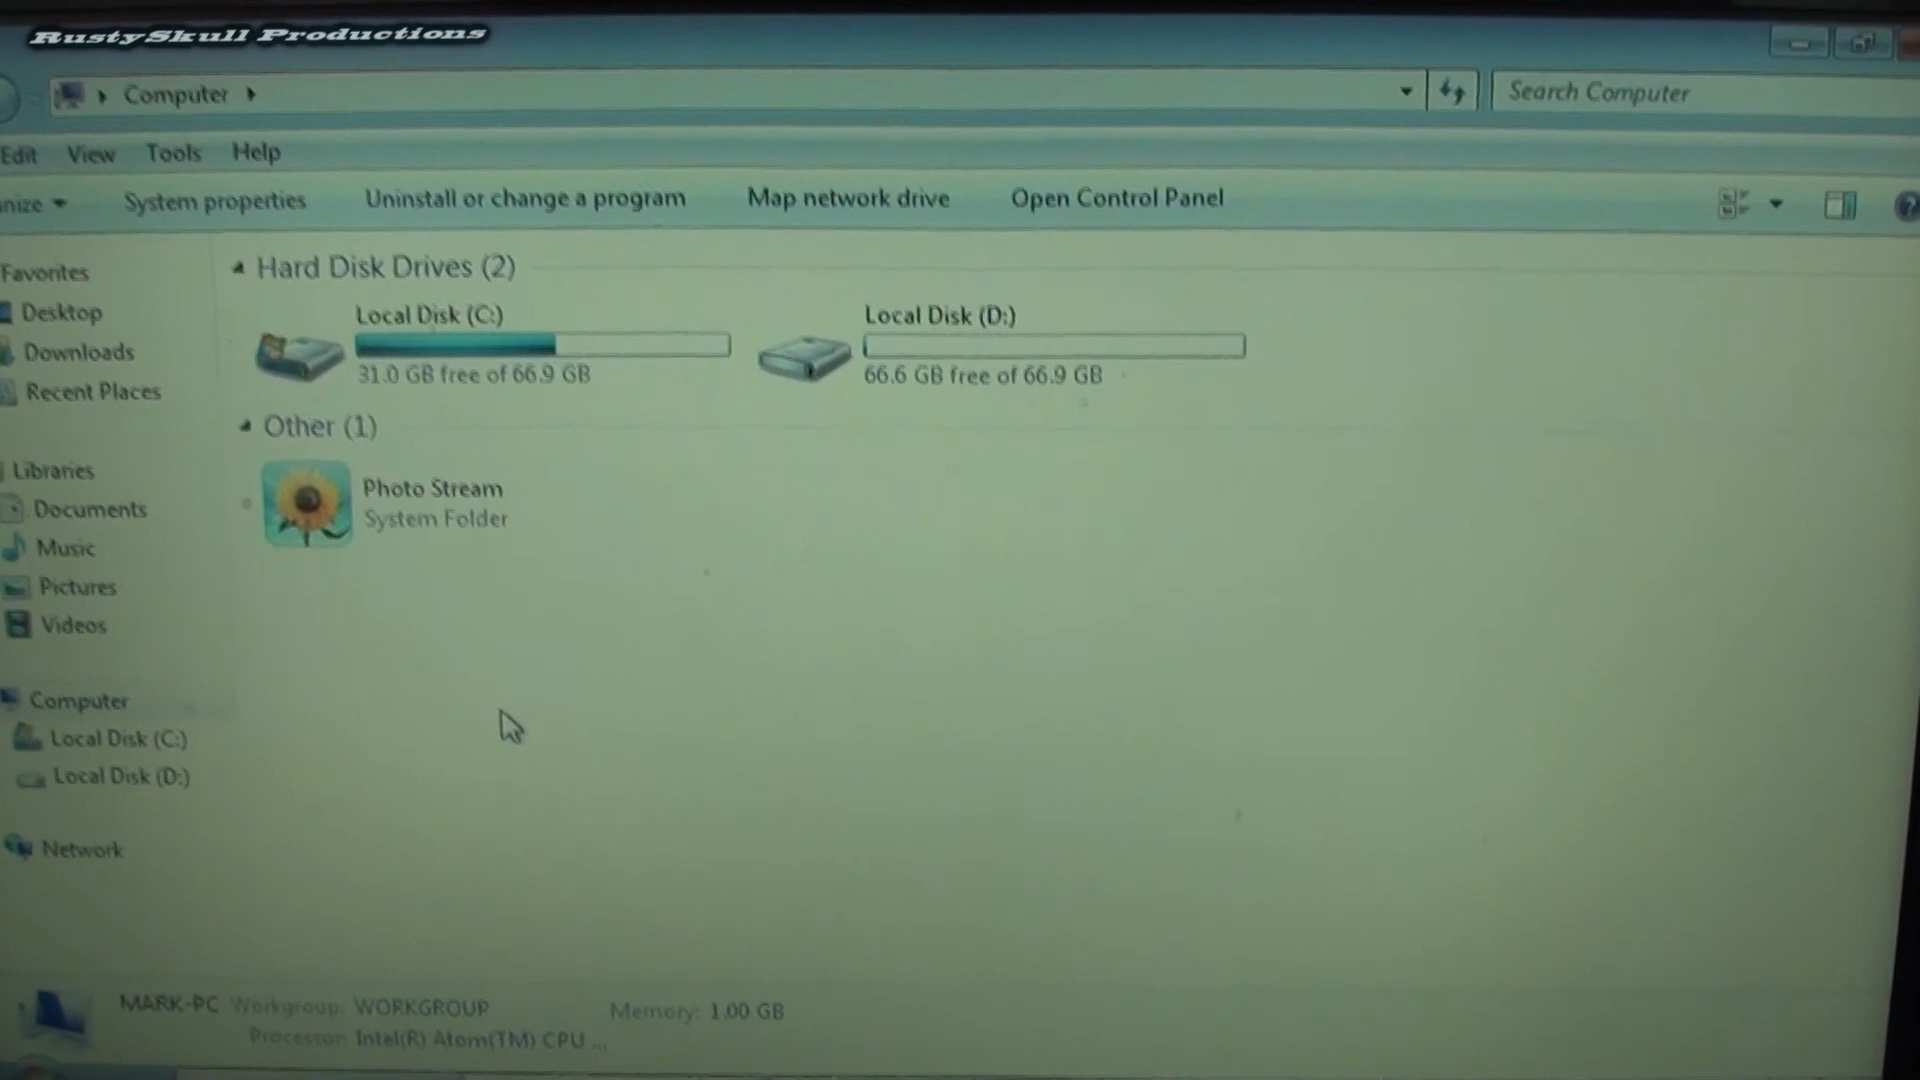 RustySkull Productions
Computer
Search Computer
Edit View Tools Help
nize System properties Uninstall or change a program Map network drive Open Control Panel
Favorites
Desktop
Downloads
Recent Places
Libraries
Documents
Music
Pictures
Videos
Computer
Local Disk (C:)
Local Disk (D:)
Network
Hard Disk Drives (2)
Local Disk (C:)
31.0 GB free of 66.9 GB
Local Disk (D:)
66.6 GB free of 66.9 GB
Other (1)
Photo Stream
System Folder
MARK-PC Workgroup: WORKGROUP Memory: 1.00 GB
Processor: Intel(R) Atom(TM) CPU ...